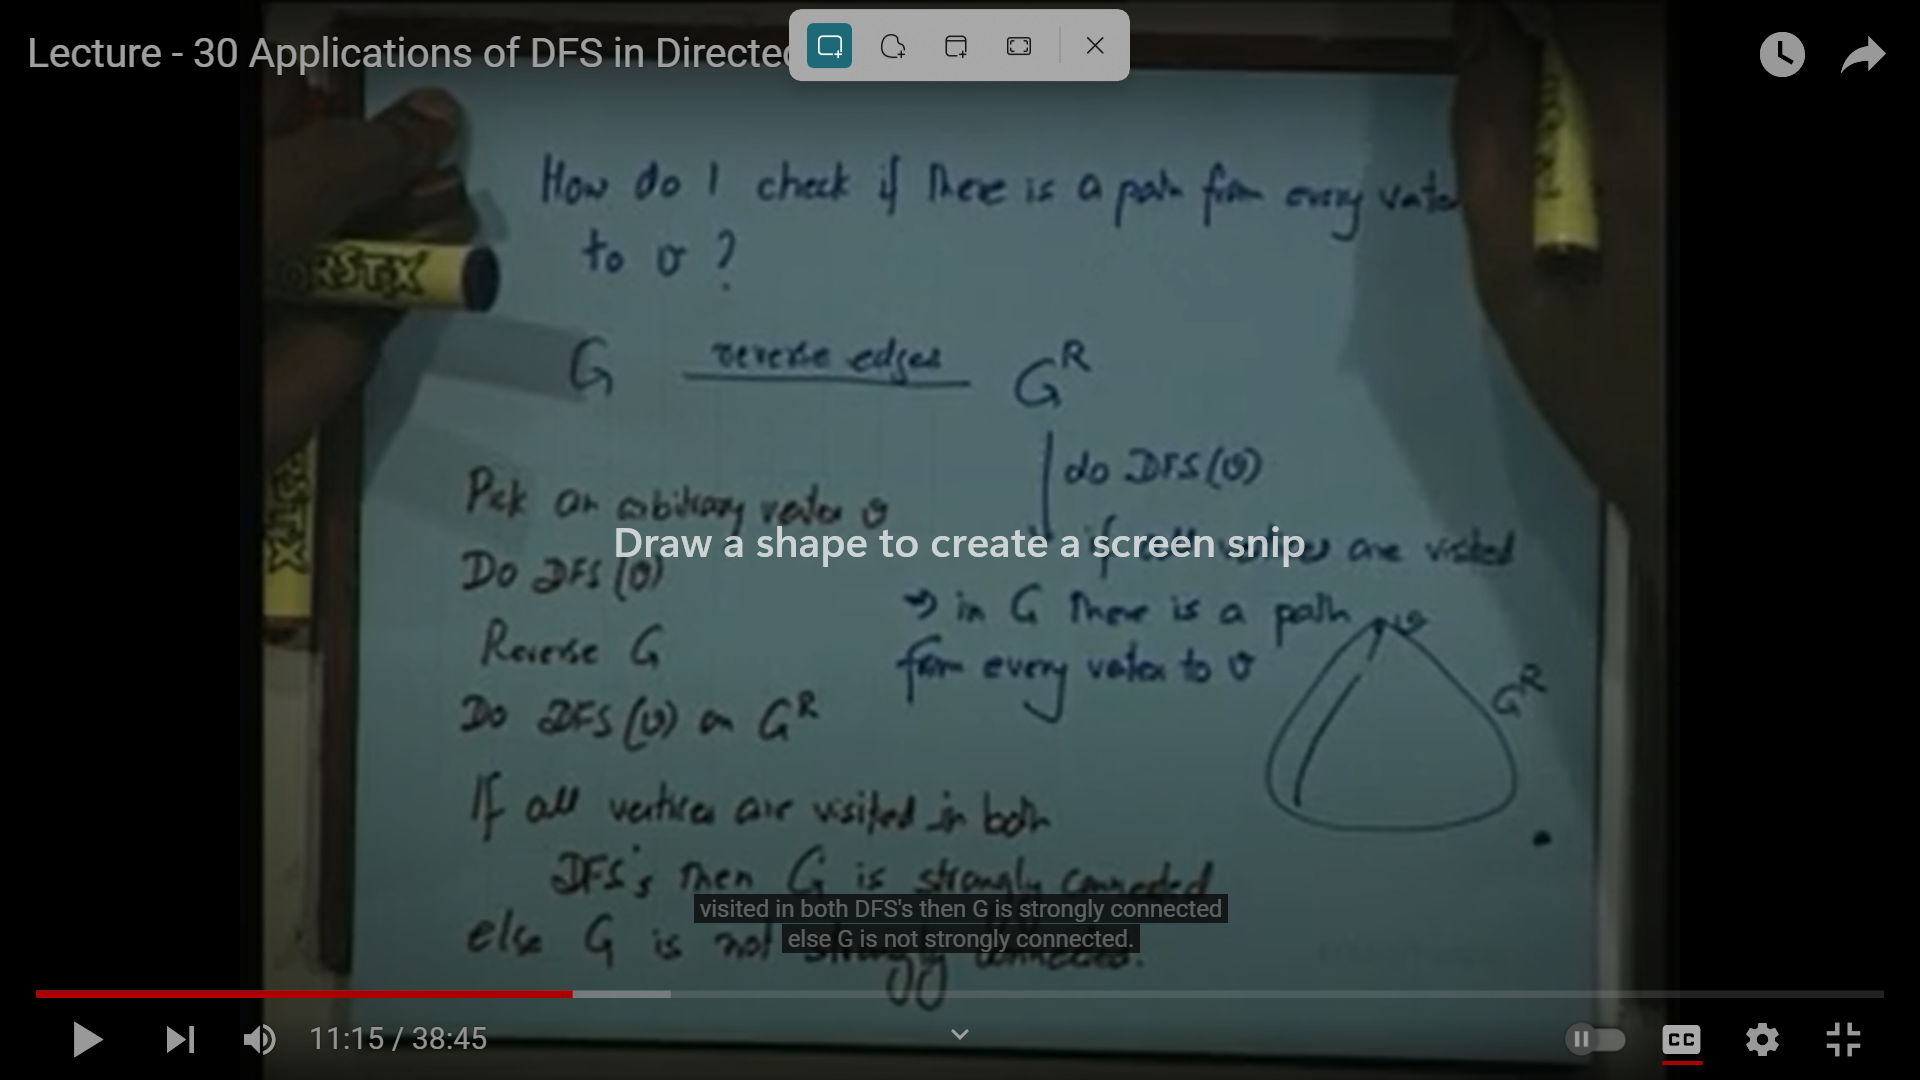 Lecture - 30 Applications of DFS in Directed
How do I check if there is a path from every vertex
to v ?
G reverse edges G^R
do DFS(v)
if all vertices are visited
→ in G there is a path
from every vertex to v
v
G^R
Pick an arbitrary vertex v
Do DFS (v)
Reverse G
Do DFS (v) on G^R
If all vertices are visited in both
DFS's then G is strongly connected
else G is not strongly connected.
Draw a shape to create a screen snip
visited in both DFS's then G is strongly connected
else G is not strongly connected.
11:15 / 38:45
CC